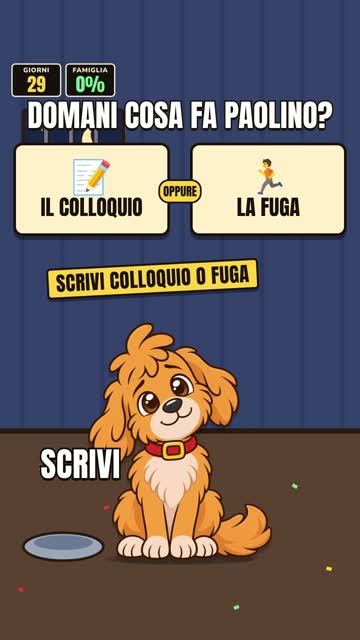 GIORNI
29
FAMIGLIA
0%
DOMANI COSA FA PAOLINO?
IL COLLOQUIO
OPPURE
LA FUGA
SCRIVI COLLOQUIO O FUGA
SCRIVI